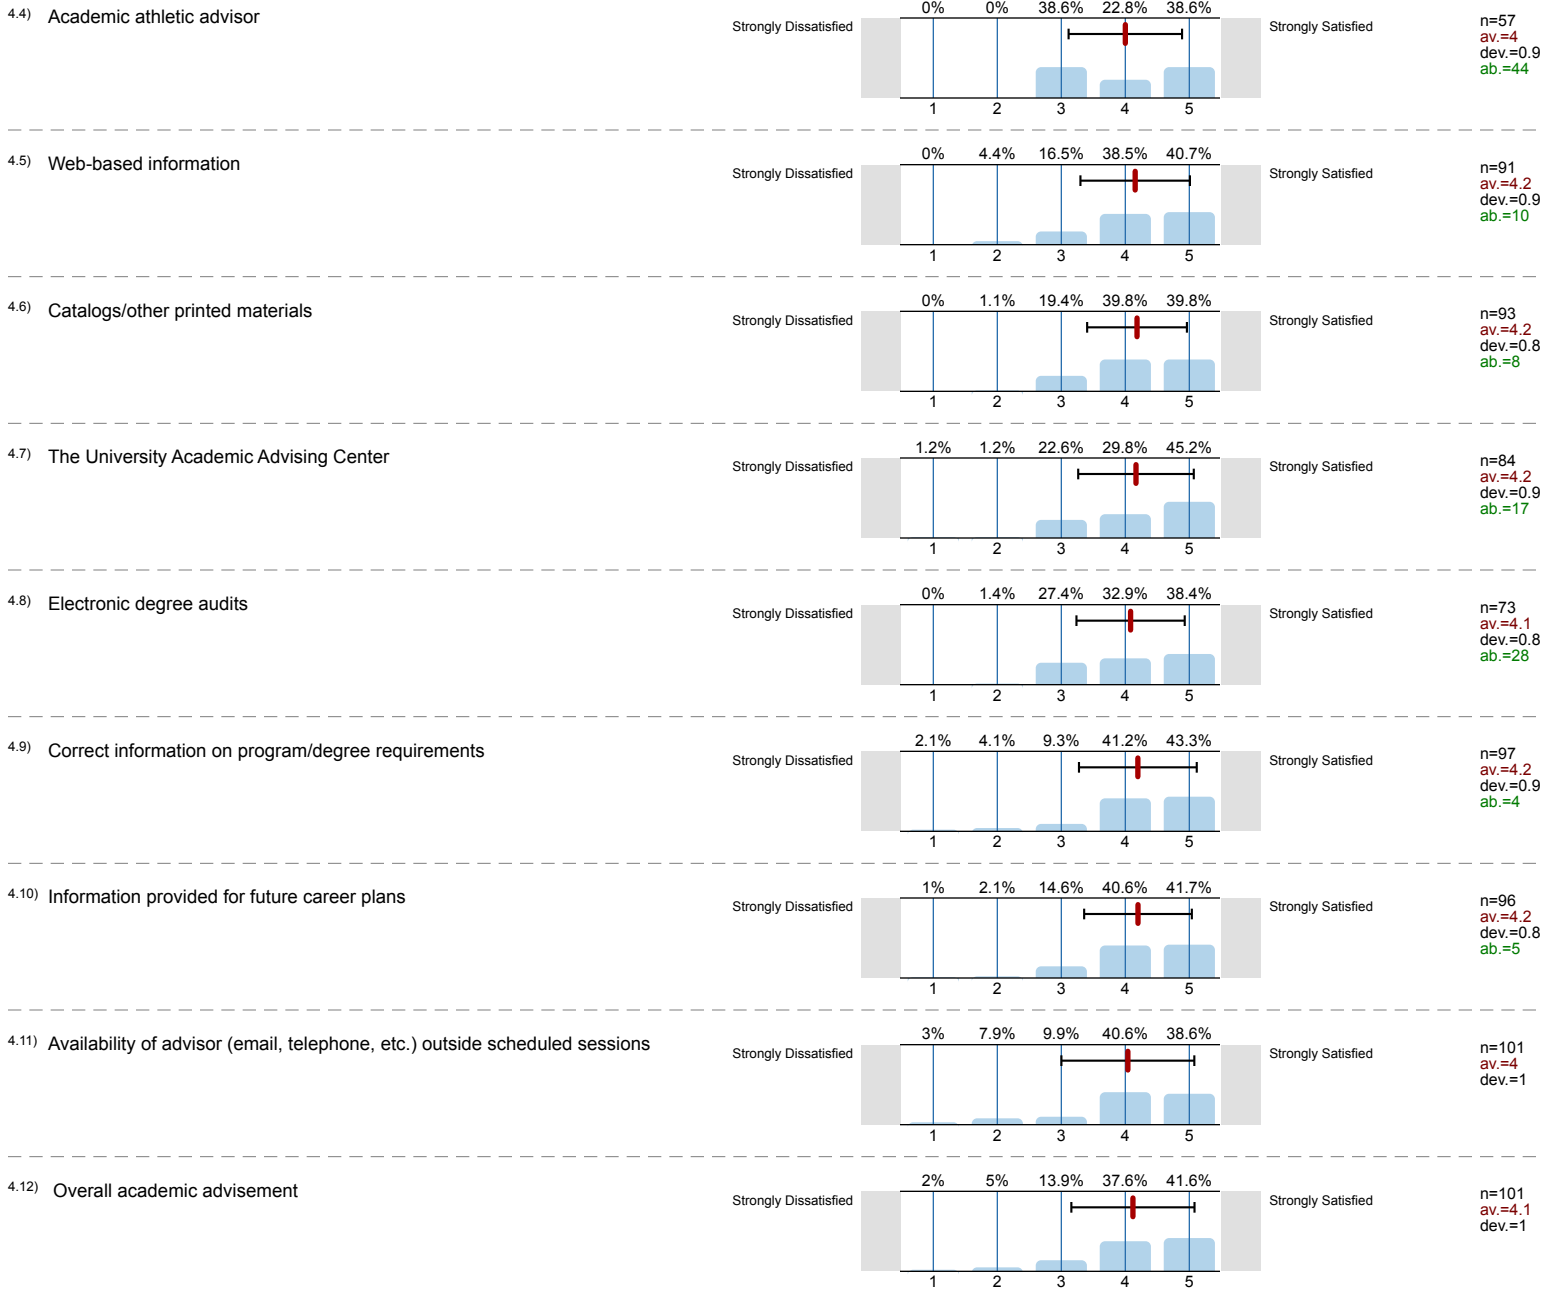 4.4) Academic athletic advisor
Strongly Dissatisfied
0% 0% 38.6% 22.8% 38.6%
1 2 3 4 5
Strongly Satisfied
n=57
av.=4
dev.=0.9
ab.=44
4.5) Web-based information
Strongly Dissatisfied
0% 4.4% 16.5% 38.5% 40.7%
1 2 3 4 5
Strongly Satisfied
n=91
av.=4.2
dev.=0.9
ab.=10
4.6) Catalogs/other printed materials
Strongly Dissatisfied
0% 1.1% 19.4% 39.8% 39.8%
1 2 3 4 5
Strongly Satisfied
n=93
av.=4.2
dev.=0.8
ab.=8
4.7) The University Academic Advising Center
Strongly Dissatisfied
1.2% 1.2% 22.6% 29.8% 45.2%
1 2 3 4 5
Strongly Satisfied
n=84
av.=4.2
dev.=0.9
ab.=17
4.8) Electronic degree audits
Strongly Dissatisfied
0% 1.4% 27.4% 32.9% 38.4%
1 2 3 4 5
Strongly Satisfied
n=73
av.=4.1
dev.=0.8
ab.=28
4.9) Correct information on program/degree requirements
Strongly Dissatisfied
2.1% 4.1% 9.3% 41.2% 43.3%
1 2 3 4 5
Strongly Satisfied
n=97
av.=4.2
dev.=0.9
ab.=4
4.10) Information provided for future career plans
Strongly Dissatisfied
1% 2.1% 14.6% 40.6% 41.7%
1 2 3 4 5
Strongly Satisfied
n=96
av.=4.2
dev.=0.8
ab.=5
4.11) Availability of advisor (email, telephone, etc.) outside scheduled sessions
Strongly Dissatisfied
3% 7.9% 9.9% 40.6% 38.6%
1 2 3 4 5
Strongly Satisfied
n=101
av.=4
dev.=1
4.12) Overall academic advisement
Strongly Dissatisfied
2% 5% 13.9% 37.6% 41.6%
1 2 3 4 5
Strongly Satisfied
n=101
av.=4.1
dev.=1